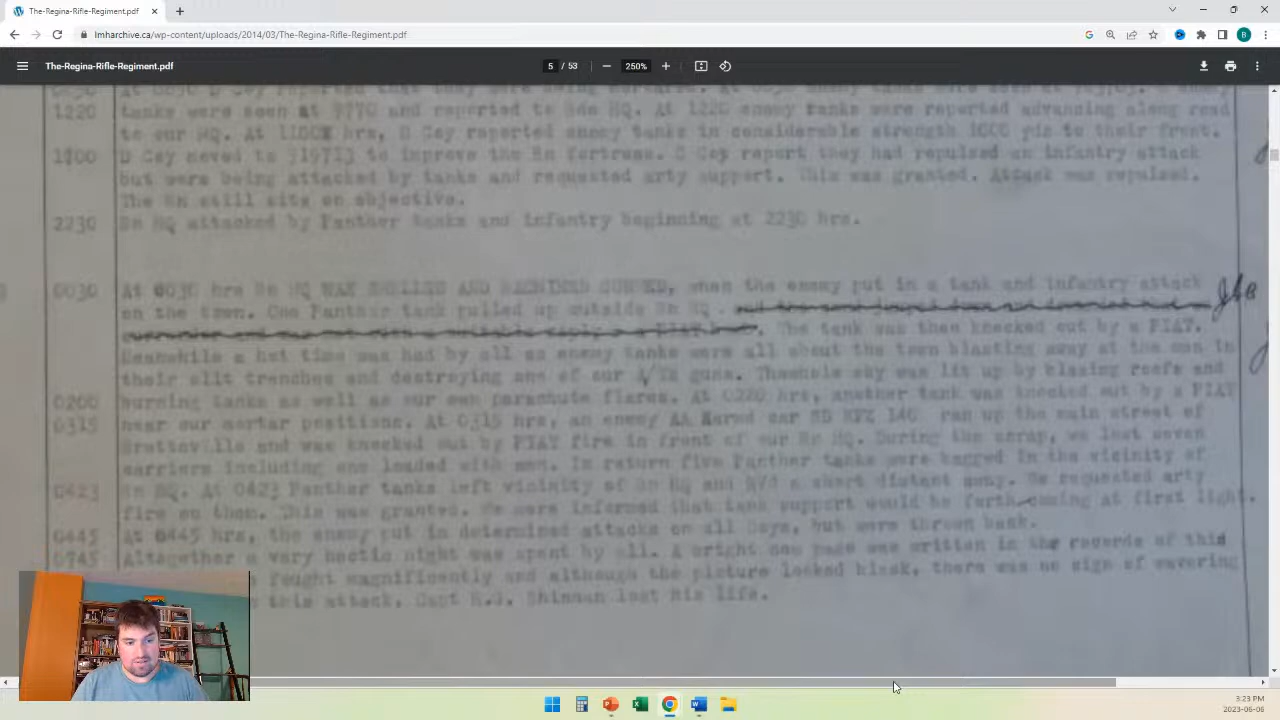 The-Regina-Rifle-Regiment.pdf
lmharchive.ca/wp-content/uploads/2014/03/The-Regina-Rifle-Regiment.pdf
The-Regina-Rifle-Regiment.pdf 5 / 53 250%
1220 tanks were seen at 9770 and reported to Bde HQ. At 1220 enemy tanks were reported advancing along road
to our HQ. At hrs, Coy reported enemy tanks in considerable strength 1000 yds to their front.
1700 D Coy moved to 919713 to improve the Bn fortress. C Coy report they had repulsed an infantry attack
but were being attacked by tanks and requested arty support. This was granted. Attack was repulsed.
The Bn still sits on objective.
2230 Bn HQ attacked by Panther tanks and infantry beginning at 2230 hrs.
0030 At 0030 hrs Bn HQ WAS SHELLED AND MACHINED GUNNED, when the enemy put in a tank and infantry attack
on the town. One Panther tank pulled up outside Bn HQ.
The tank was then knocked out by a PIAT.
Meanwhile a hot time was had by all as enemy tanks were all about the town blasting away at the men in
their slit trenches and destroying one of our A/Tk guns. sky was lit up by blazing roofs and
0200 burning tanks as well as our own parachute flares. At 0220 hrs, another tank was knocked out by a PIAT
0315 near our mortar positions. At 0315 hrs, an enemy car ran up the main street of
Bretteville and was knocked out by PIAT fire in front of our Bn HQ. During the scrap, we lost seven
carriers including one loaded with In return five Panther tanks were bagged in the vicinity of
0423 Bn HQ. At 0423 Panther tanks left vicinity of Bn HQ and a short distant away. We requested arty
fire on them. This was granted. We were informed that tank support would be forth-coming at first light.
0445 At 0445 hrs, the enemy put in determined attacks on all Coys, but were thrown back.
0745 Altogether a very hectic night was spent by all. A bright new page was written in the records of this
fought magnificently and although the picture looked bleak, there was no sign of wavering
this attack, Capt lost his life.
3:23 PM
2023-06-06